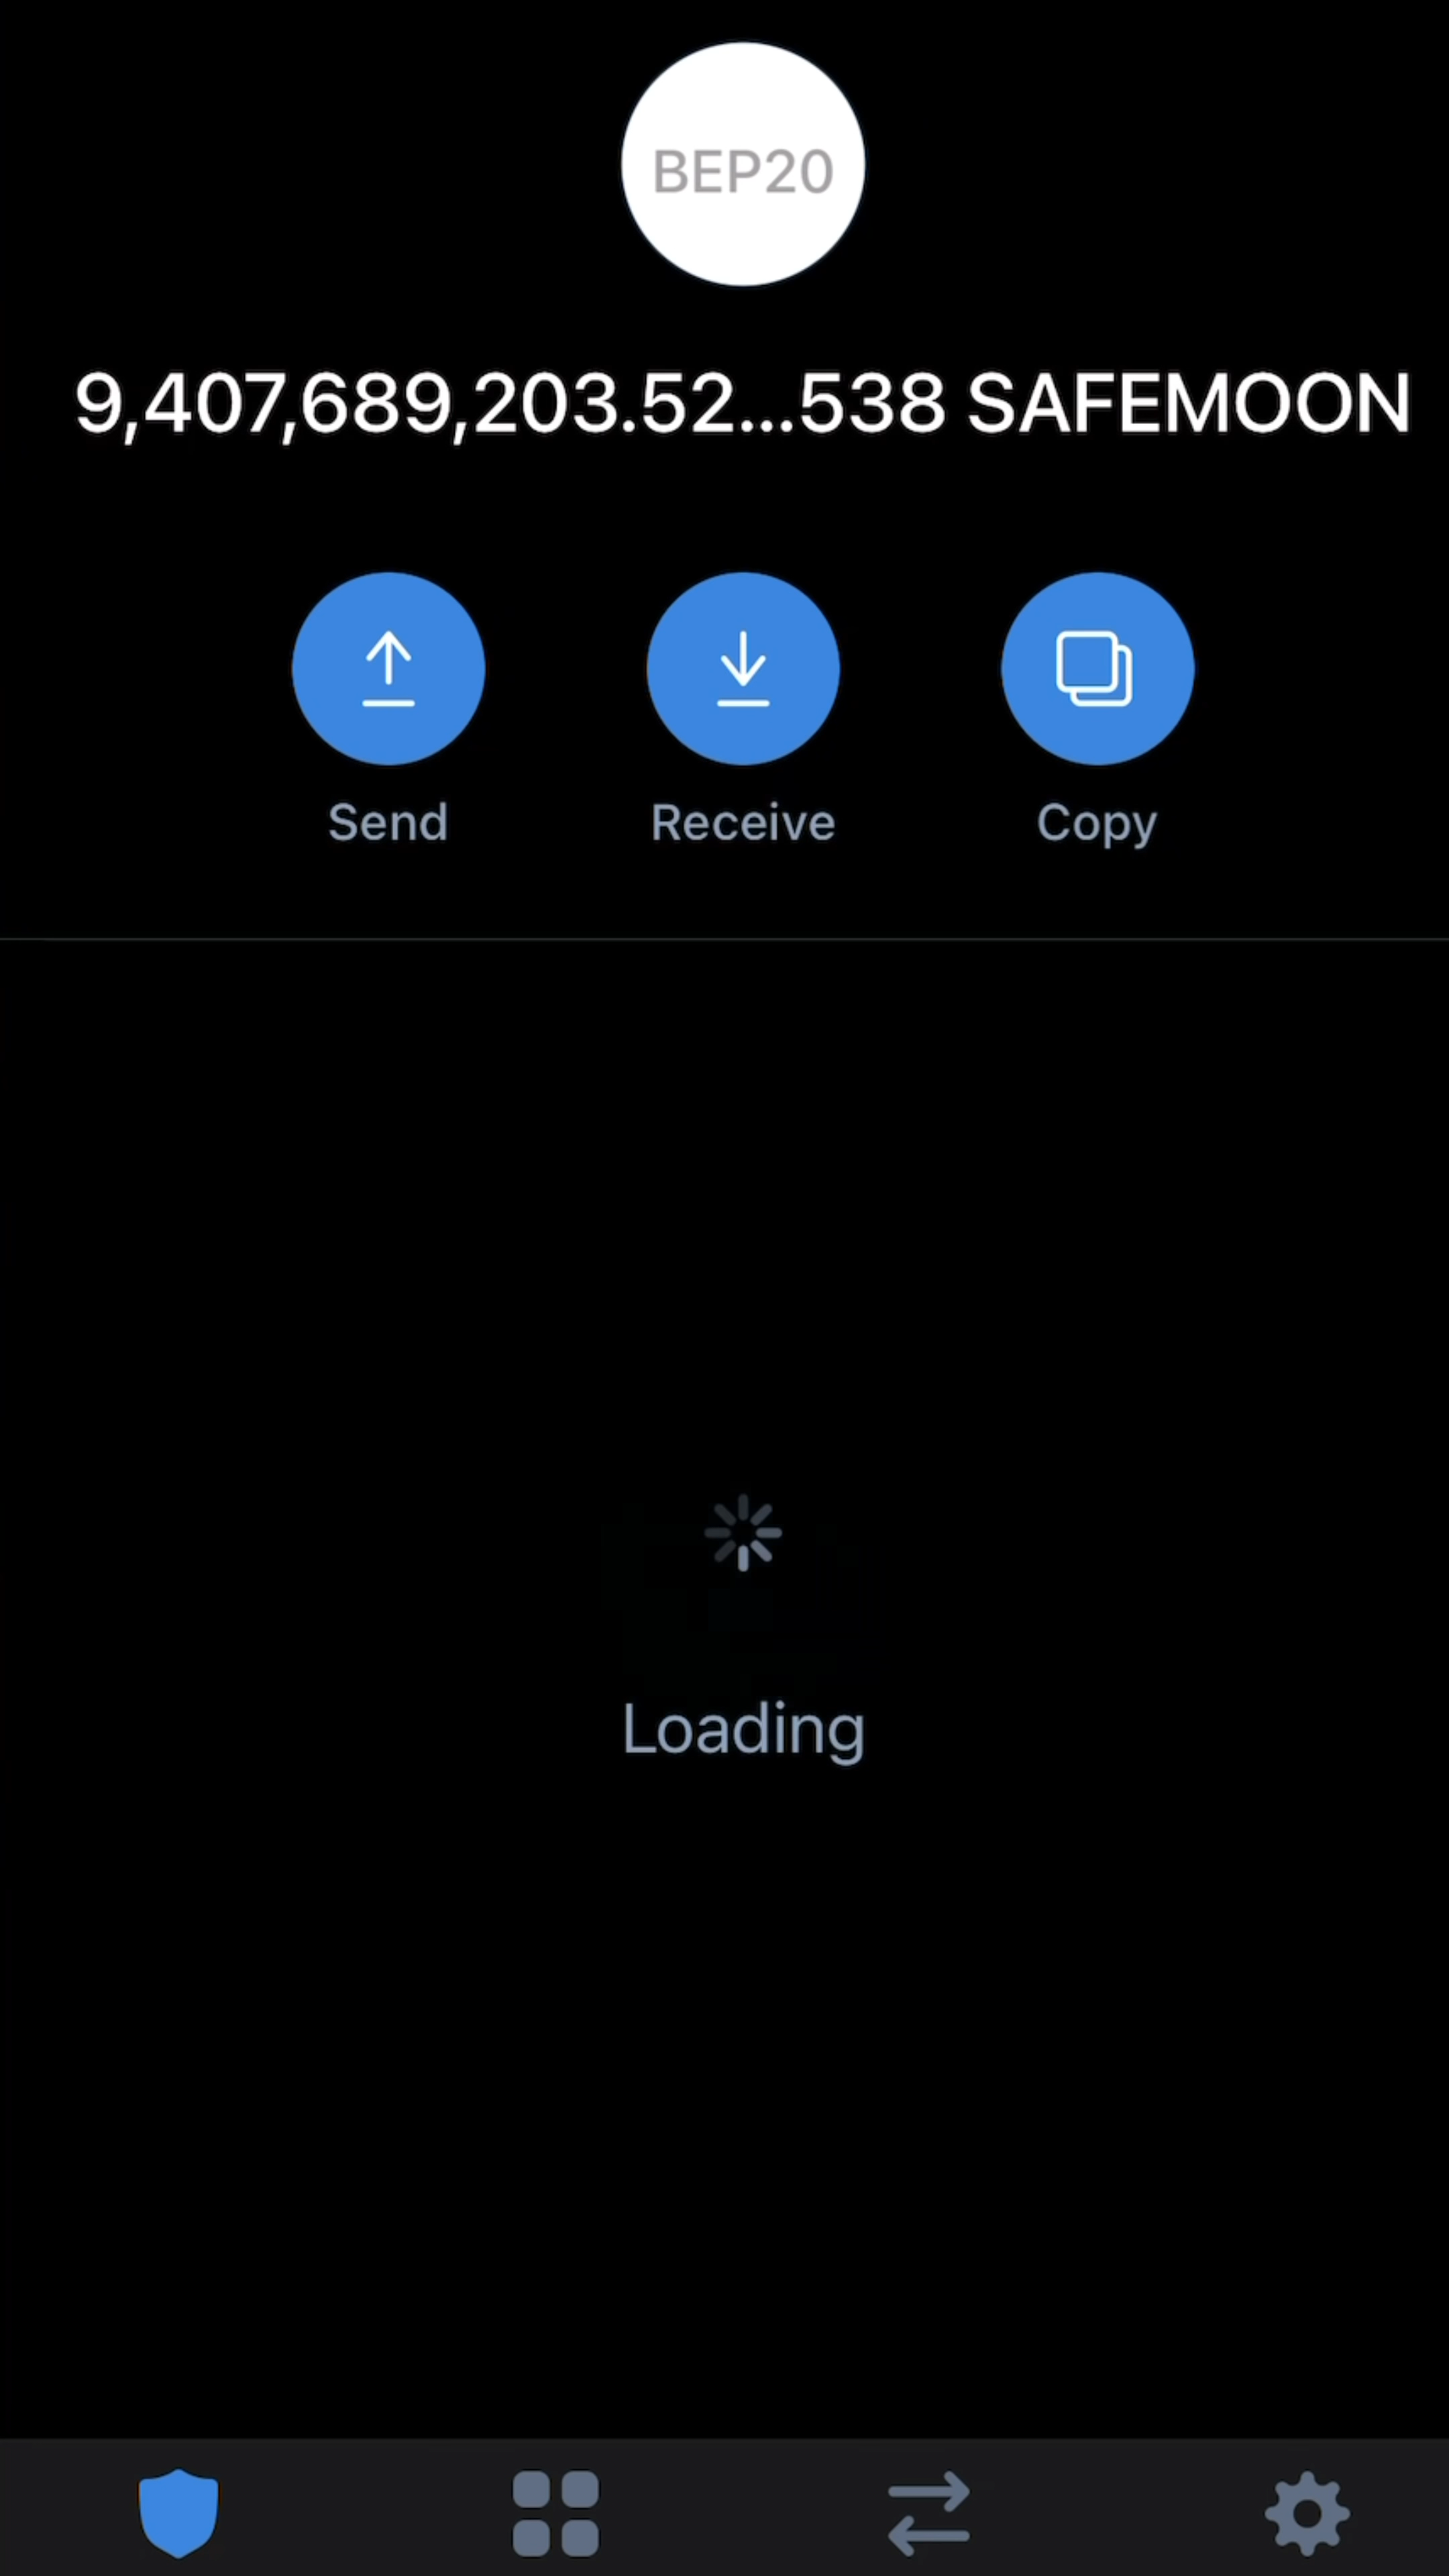 BEP20
9,407,689,203.52...538 SAFEMOON
Send
Receive
Copy
Loading